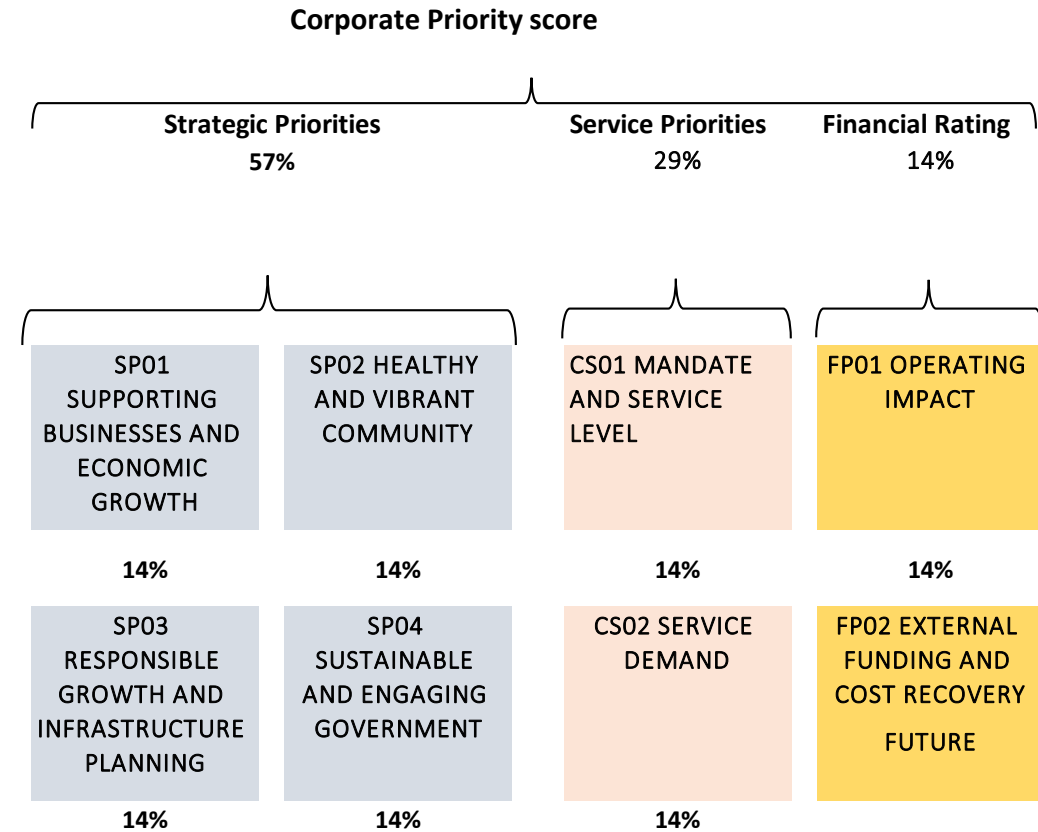 Corporate Priority score
Strategic Priorities
57%
Service Priorities
29%
Financial Rating
14%
SP01
SUPPORTING
BUSINESSES AND
ECONOMIC
GROWTH
14%
SP02 HEALTHY
AND VIBRANT
COMMUNITY
14%
CS01 MANDATE
AND SERVICE
LEVEL
14%
FP01 OPERATING
IMPACT
14%
SP03
RESPONSIBLE
GROWTH AND
INFRASTRUCTURE
PLANNING
14%
SP04
SUSTAINABLE
AND ENGAGING
GOVERNMENT
14%
CS02 SERVICE
DEMAND
14%
FP02 EXTERNAL
FUNDING AND
COST RECOVERY
FUTURE